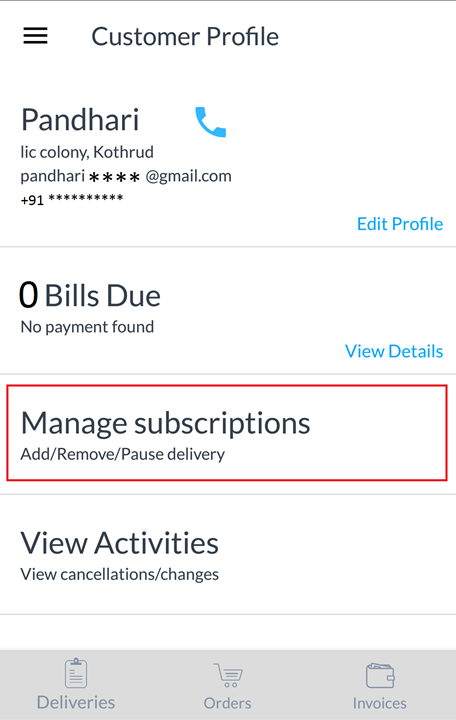 Customer Profile
Pandhari
lic colony, Kothrud
pandhari **** @gmail.com
+91 **********
Edit Profile
0 Bills Due
No payment found
View Details
Manage subscriptions
Add/Remove/Pause delivery
View Activities
View cancellations/changes
Deliveries Orders Invoices